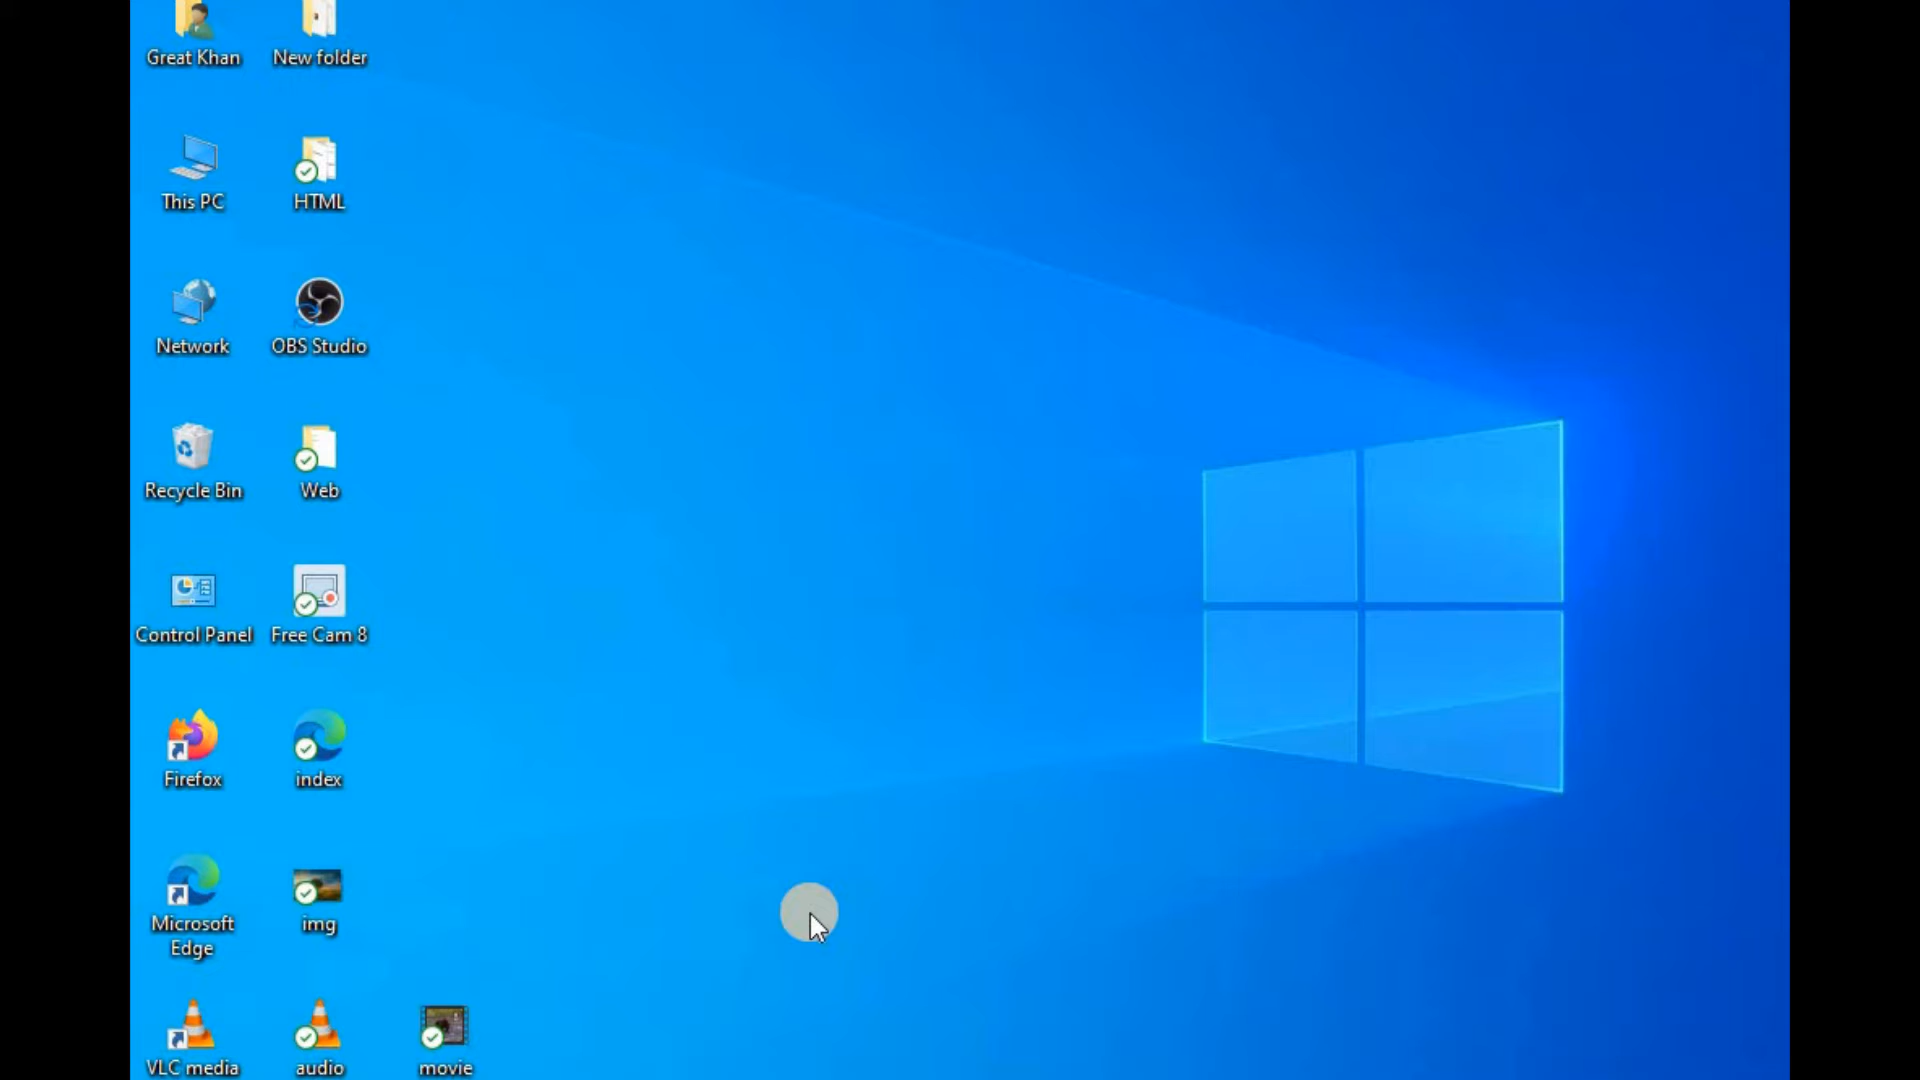 Great Khan
New folder
This PC
HTML
Network
OBS Studio
Recycle Bin
Web
Control Panel
Free Cam 8
Firefox
index
Microsoft
Edge
img
VLC media
audio
movie